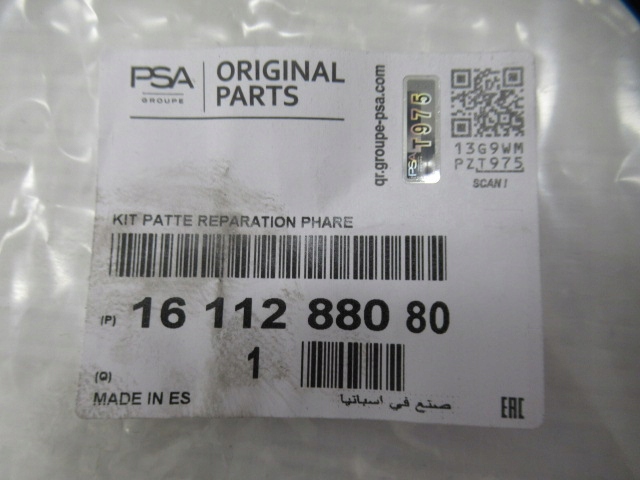 PSA
GROUPE
ORIGINAL
PARTS
qr.groupe-psa.com
PSA T975
13G9WM
PZT975
SCAN !
KIT PATTE REPARATION PHARE
(P) 16 112 880 80
(Q) 1
MADE IN ES
صنع في اسبانيا
EAC